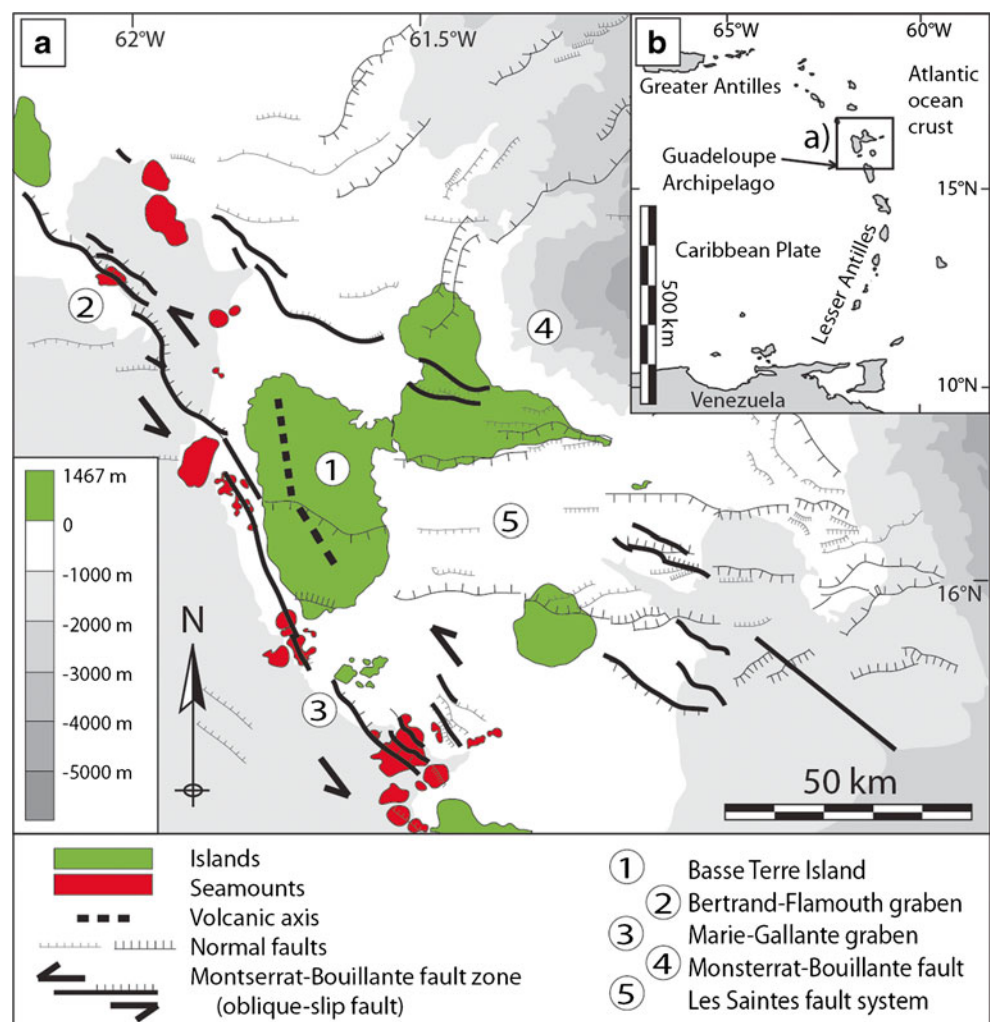 a
62°W
61.5°W
b
65°W
60°W
Greater Antilles
Atlantic
ocean
crust
a)
Guadeloupe
Archipelago
15°N
Caribbean Plate
Lesser Antilles
500 km
10°N
Venezuela
2
4
1
5
3
1467 m
0
-1000 m
-2000 m
-3000 m
-4000 m
-5000 m
N
16°N
50 km
Islands
Seamounts
Volcanic axis
Normal faults
Montserrat-Bouillante fault zone
(oblique-slip fault)
1 Basse Terre Island
2 Bertrand-Flamouth graben
3 Marie-Gallante graben
4 Monsterrat-Bouillante fault
5 Les Saintes fault system